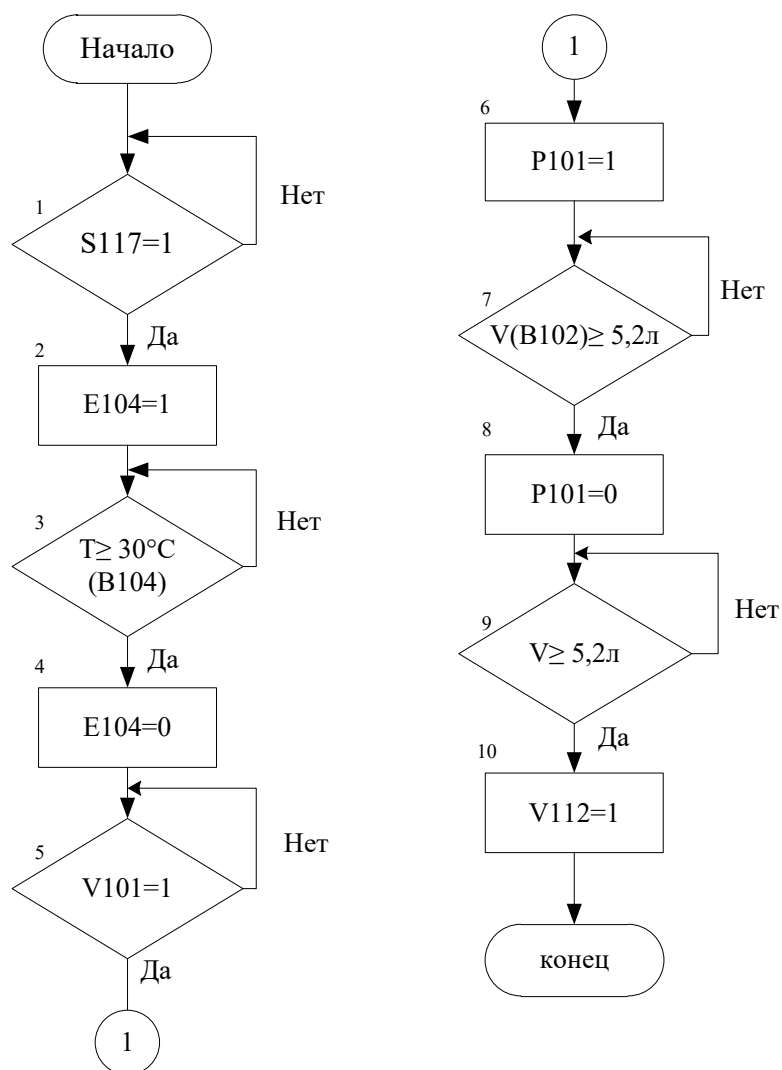 Начало
1
S117=1
Нет
Да
2
E104=1
3
T≥ 30°C
(B104)
Нет
Да
4
E104=0
5
V101=1
Нет
Да
1
1
6
P101=1
7
V(B102)≥ 5,2л
Нет
Да
8
P101=0
9
V≥ 5,2л
Нет
Да
10
V112=1
конец